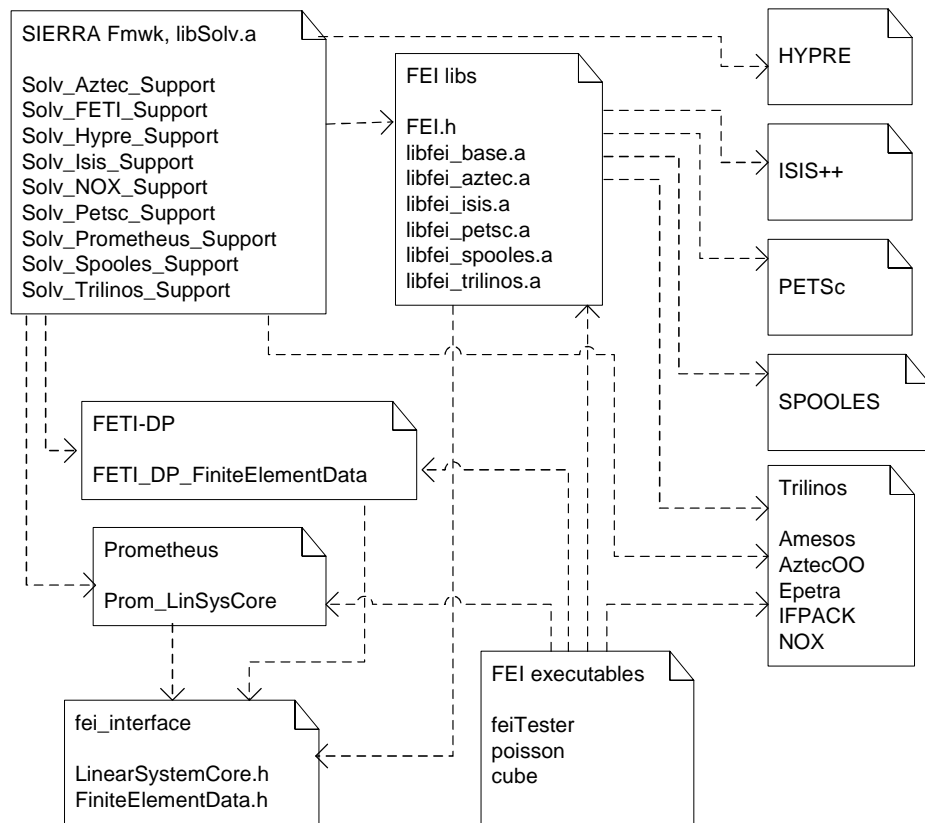 SIERRA Fmwk, libSolv.a
Solv_Aztec_Support
Solv_FETI_Support
Solv_Hypre_Support
Solv_Isis_Support
Solv_NOX_Support
Solv_Petsc_Support
Solv_Prometheus_Support
Solv_Spooles_Support
Solv_Trilinos_Support
FEI libs
FEI.h
libfei_base.a
libfei_aztec.a
libfei_isis.a
libfei_petsc.a
libfei_spooles.a
libfei_trilinos.a
HYPRE
ISIS++
PETSc
SPOOLES
Trilinos
Amesos
AztecOO
Epetra
IFPACK
NOX
FETI-DP
FETI_DP_FiniteElementData
Prometheus
Prom_LinSysCore
fei_interface
LinearSystemCore.h
FiniteElementData.h
FEI executables
feiTester
poisson
cube